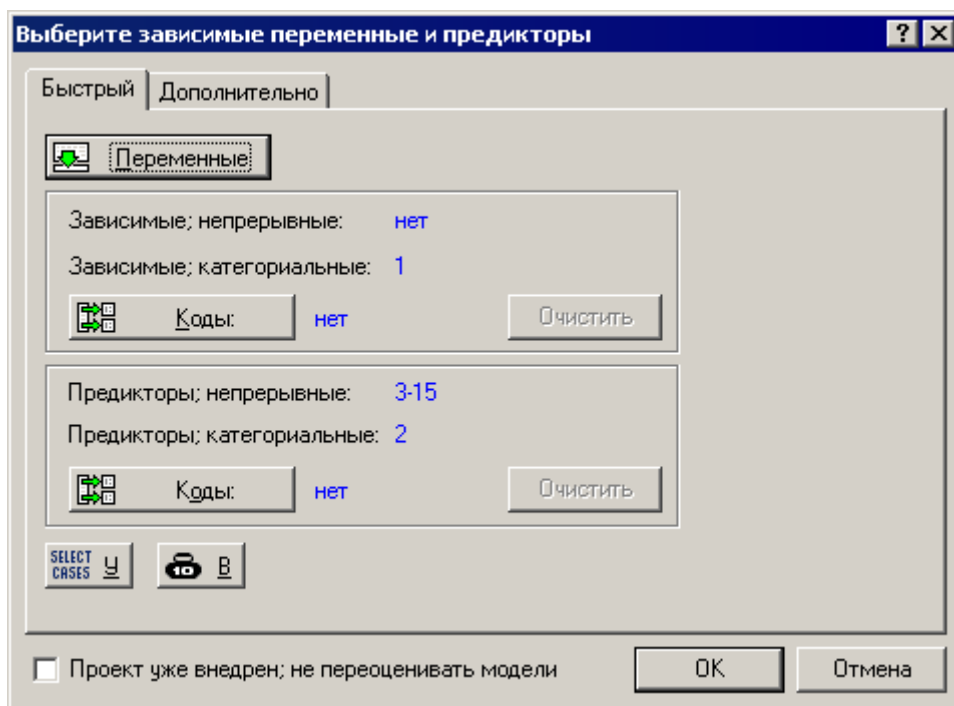 Выберите зависимые переменные и предикторы
Быстрый Дополнительно
Переменные
Зависимые; непрерывные: нет
Зависимые; категориальные: 1
Коды: нет Очистить
Предикторы; непрерывные: 3-15
Предикторы; категориальные: 2
Коды: нет Очистить
SELECT CASES У 10 В
Проект уже внедрен; не переоценивать модели OK Отмена